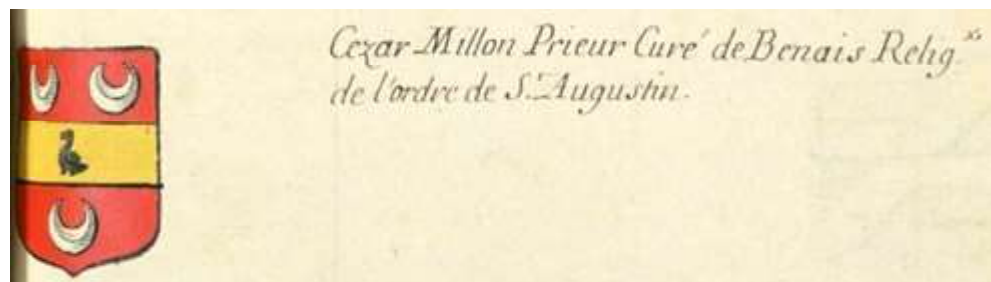 Cezar Millon Prieur Curé de Benais Relig.ˣ
de l'ordre de S.ᵗ Augustin.